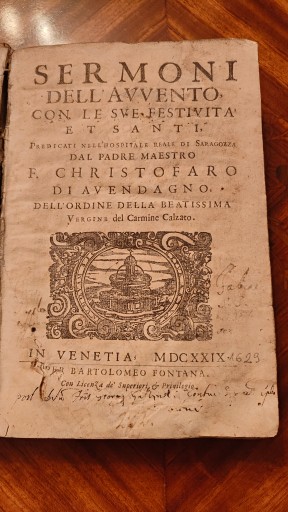 SERMONI
DELL'AVVENTO,
CON LE SVE FESTIVITA
ET SANTI.
PREDICATI NELL'HOSPITALE REALE DI SARAGOZZA
DAL PADRE MAESTRO
F. CHRISTOFARO
DI AVENDAGNO.
DELL'ORDINE DELLA BEATISSIMA
VERGINE del Carmine Calzato.
IN VENETIA MDCXXIX 1629
BARTOLOMEO FONTANA.
Con Licenza de' Superiori, & Privilegio.